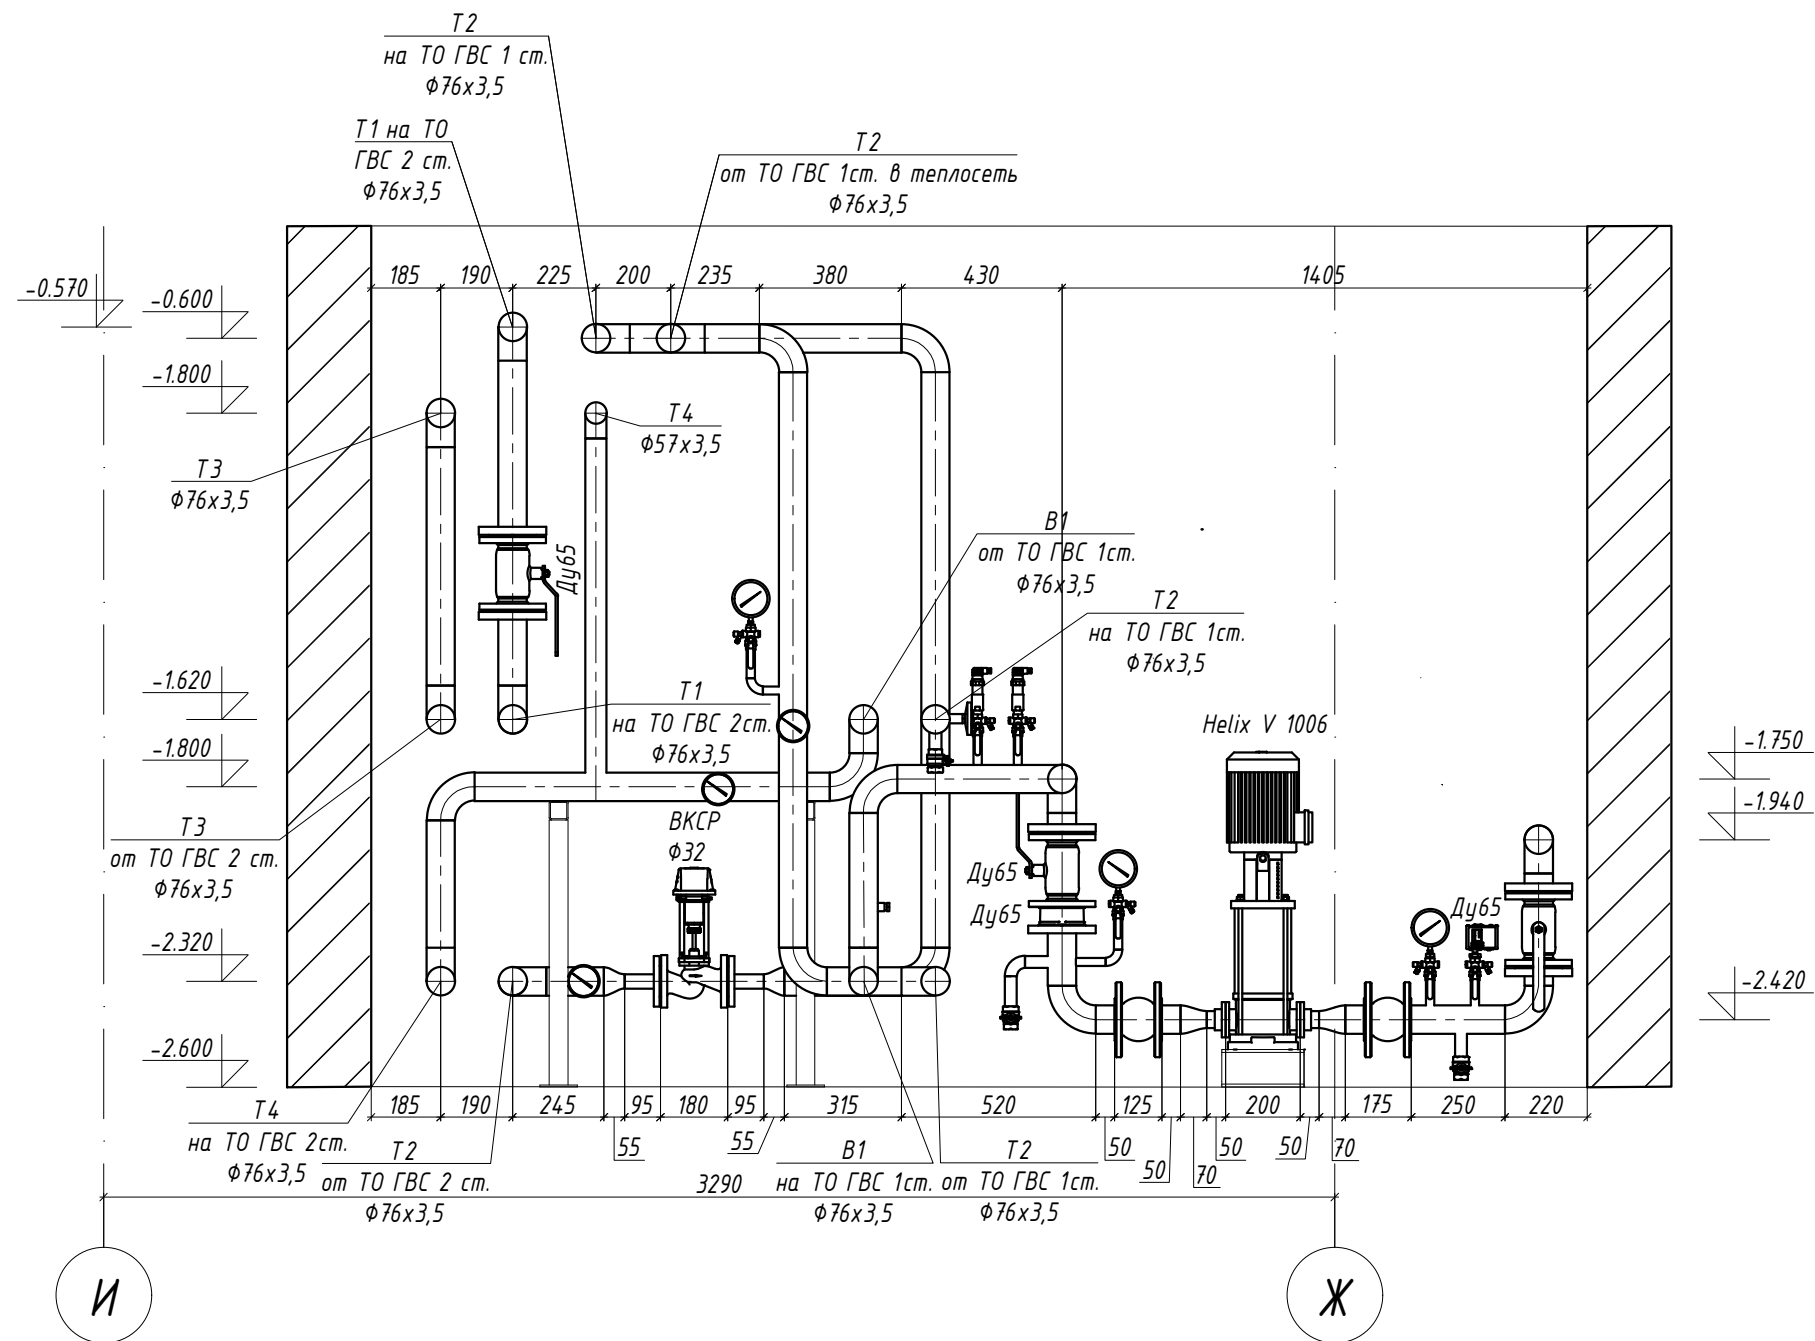 Т2
на ТО ГВС 1 ст.
Ф76х3,5
Т1 на ТО
ГВС 2 ст.
Ф76х3,5
Т2
от ТО ГВС 1ст. в теплосеть
Ф76х3,5
185 190 225 200 235 380 430 1405
-0.570
-0.600
-1.800
Т4
Ф57х3,5
Т3
Ф76х3,5
Ду65
В1
от ТО ГВС 1ст.
Ф76х3,5
Т2
на ТО ГВС 1ст.
Ф76х3,5
-1.620
-1.800
Т1
на ТО ГВС 2ст.
Ф76х3,5
Helix V 1006
-1.750
-1.940
Т3
от ТО ГВС 2 ст.
Ф76х3,5
ВКСР
Ф32
Ду65
Ду65
Ду65
-2.320
-2.420
-2.600
185 190 245 95 180 95 315 520 125 200 175 250 220
55 55 50 50 70 50 50 70
Т4
на ТО ГВС 2ст.
Ф76х3,5
Т2
от ТО ГВС 2 ст.
Ф76х3,5
3290
В1
на ТО ГВС 1ст.
Ф76х3,5
Т2
от ТО ГВС 1ст.
Ф76х3,5
И
Ж